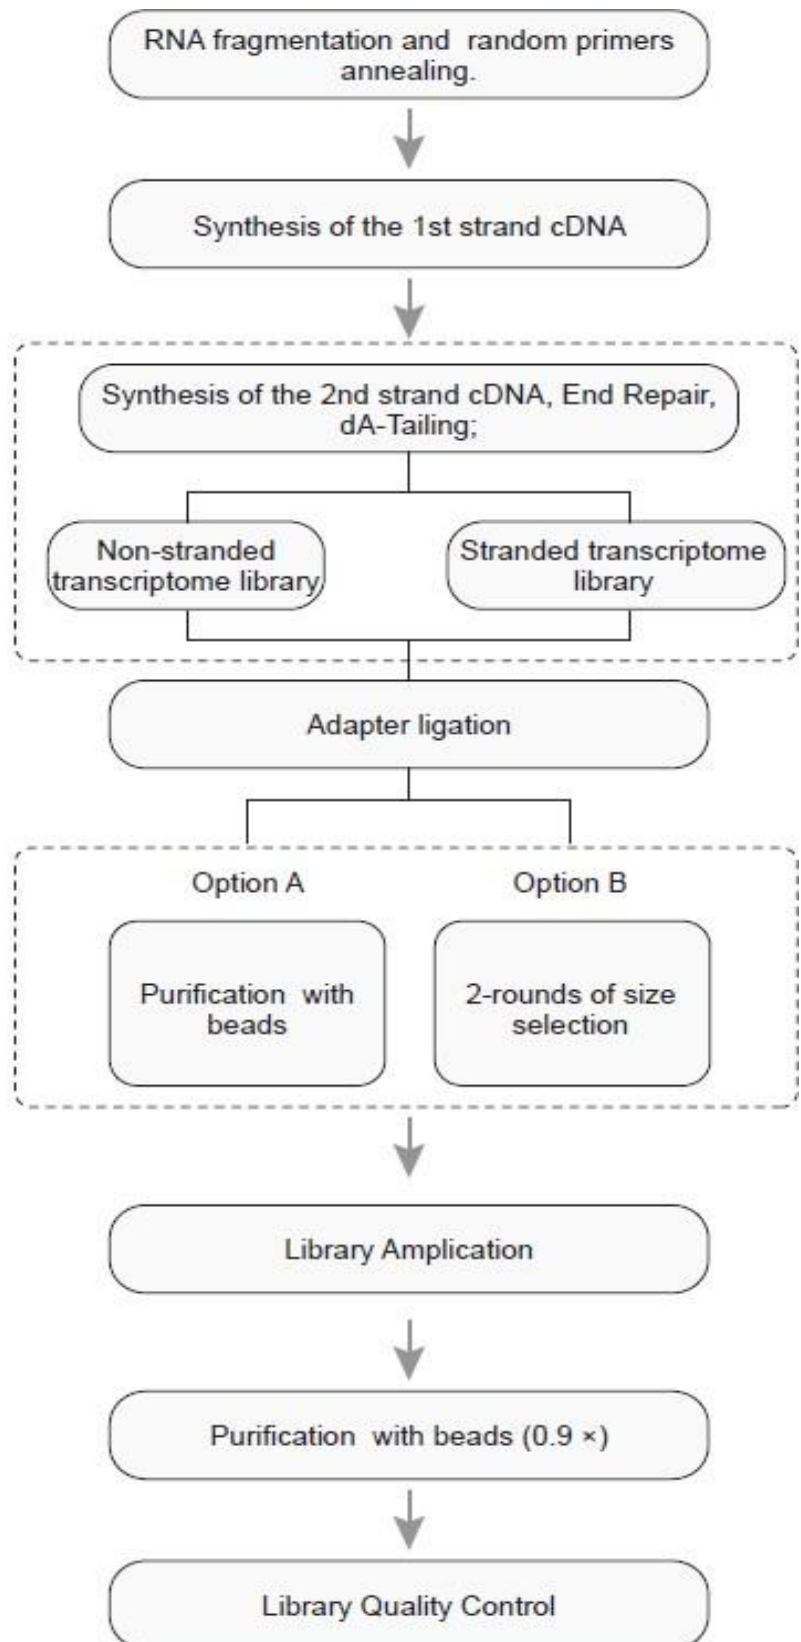 RNA fragmentation and random primers
annealing.
Synthesis of the 1st strand cDNA
Synthesis of the 2nd strand cDNA, End Repair,
dA-Tailing;
Non-stranded
transcriptome library
Stranded transcriptome
library
Adapter ligation
Option A
Option B
Purification with
beads
2-rounds of size
selection
Library Amplication
Purification with beads (0.9 ×)
Library Quality Control